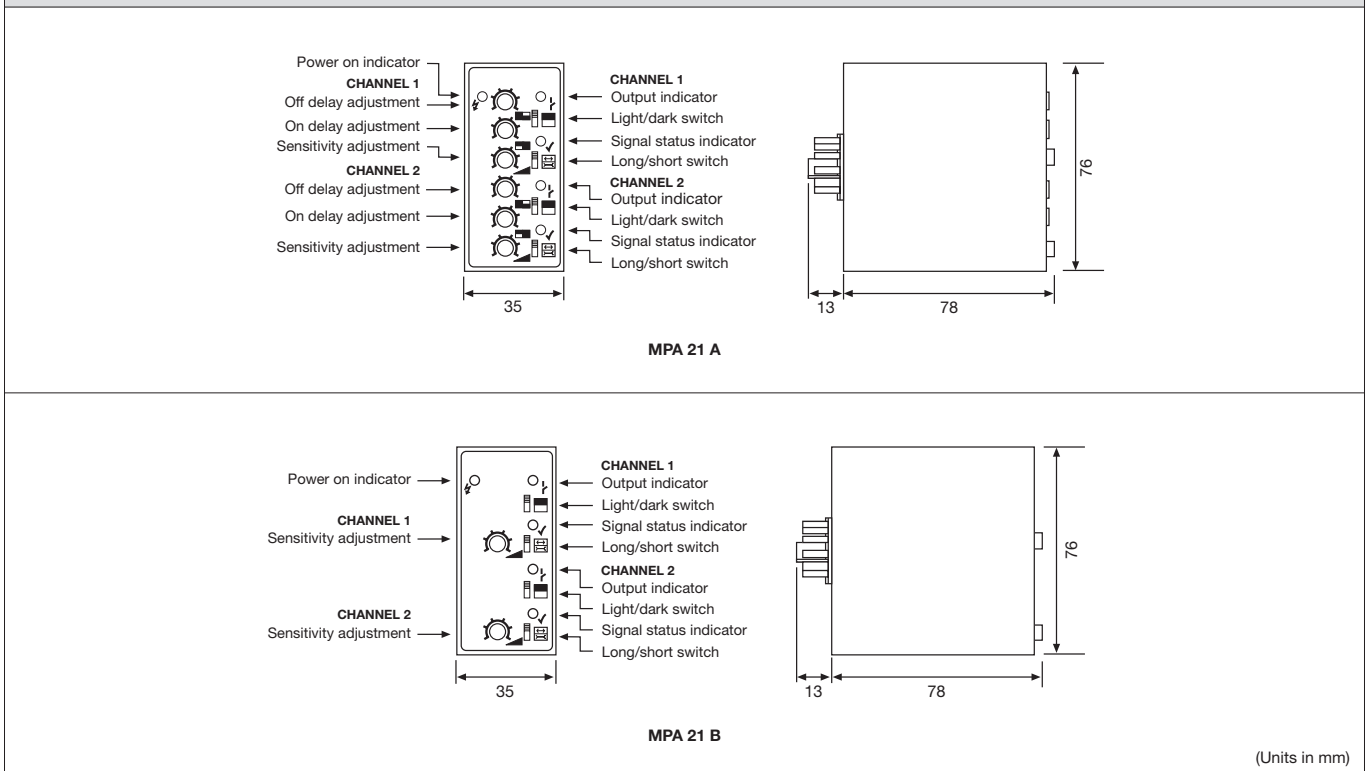 Power on indicator
CHANNEL 1
Off delay adjustment
On delay adjustment
Sensitivity adjustment
CHANNEL 2
Off delay adjustment
On delay adjustment
Sensitivity adjustment
CHANNEL 1
Output indicator
Light/dark switch
Signal status indicator
Long/short switch
CHANNEL 2
Output indicator
Light/dark switch
Signal status indicator
Long/short switch
35
13
78
76
MPA 21 A
Power on indicator
CHANNEL 1
Sensitivity adjustment
CHANNEL 2
Sensitivity adjustment
CHANNEL 1
Output indicator
Light/dark switch
Signal status indicator
Long/short switch
CHANNEL 2
Output indicator
Light/dark switch
Signal status indicator
Long/short switch
35
13
78
76
MPA 21 B
(Units in mm)